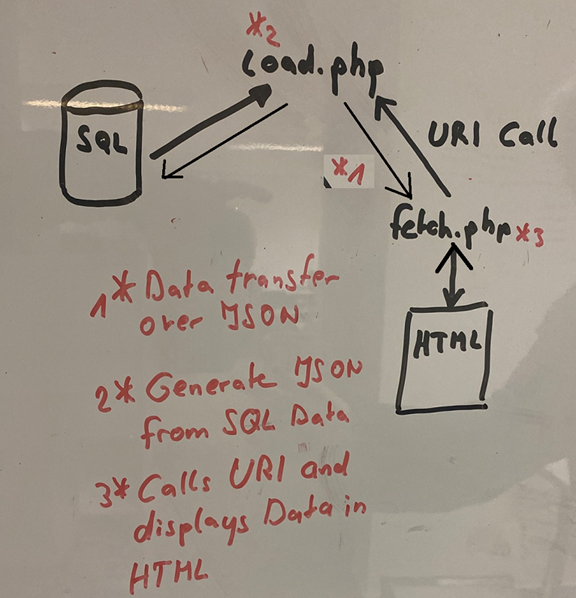 *2
load.php
SQL
URI Call
*1
fetch.php *3
HTML
1* Data transfer
over JSON
2* Generate JSON
from SQL Data
3* Calls URI and
displays Data in
HTML